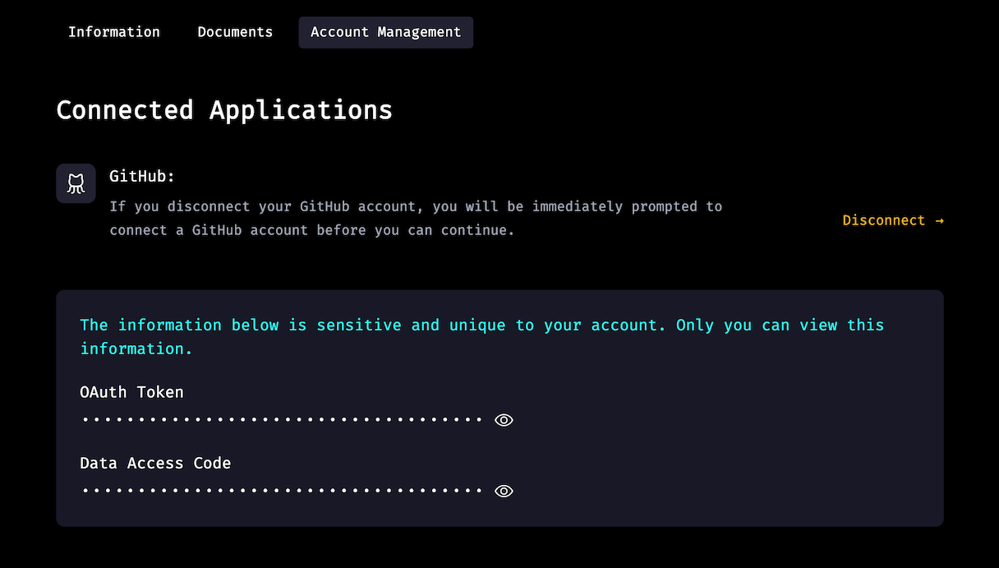 Information Documents Account Management
Connected Applications
GitHub:
If you disconnect your GitHub account, you will be immediately prompted to
connect a GitHub account before you can continue.
Disconnect →
The information below is sensitive and unique to your account. Only you can view this
information.
OAuth Token
••••••••••••••••••••••••••••••••••••
Data Access Code
••••••••••••••••••••••••••••••••••••